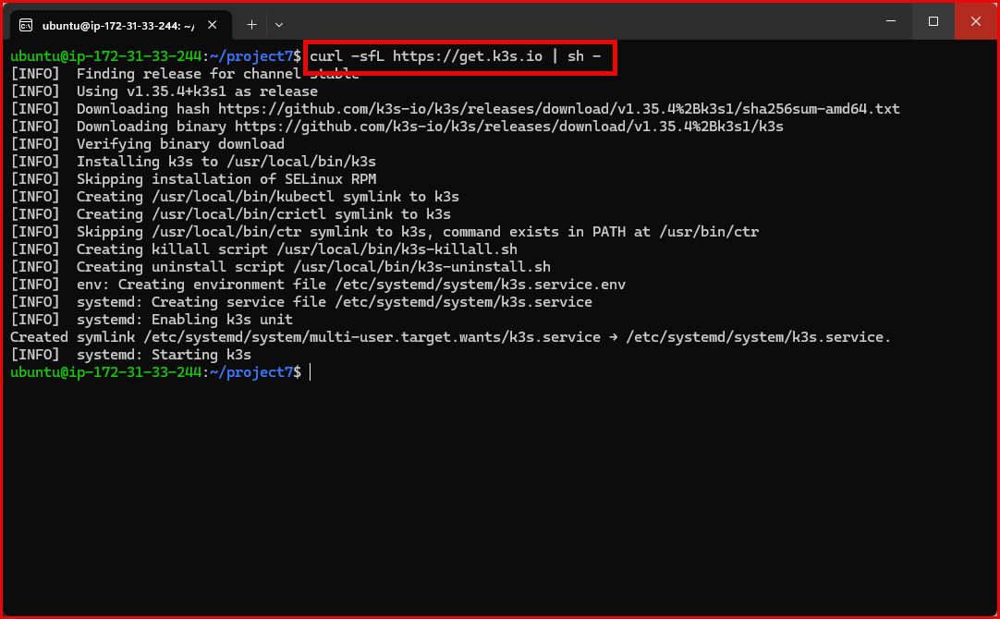 ubuntu@ip-172-31-33-244: ~/
ubuntu@ip-172-31-33-244:~/project7$ curl -sfL https://get.k3s.io | sh -
[INFO]  Finding release for channel stable
[INFO]  Using v1.35.4+k3s1 as release
[INFO]  Downloading hash https://github.com/k3s-io/k3s/releases/download/v1.35.4%2Bk3s1/sha256sum-amd64.txt
[INFO]  Downloading binary https://github.com/k3s-io/k3s/releases/download/v1.35.4%2Bk3s1/k3s
[INFO]  Verifying binary download
[INFO]  Installing k3s to /usr/local/bin/k3s
[INFO]  Skipping installation of SELinux RPM
[INFO]  Creating /usr/local/bin/kubectl symlink to k3s
[INFO]  Creating /usr/local/bin/crictl symlink to k3s
[INFO]  Skipping /usr/local/bin/ctr symlink to k3s, command exists in PATH at /usr/bin/ctr
[INFO]  Creating killall script /usr/local/bin/k3s-killall.sh
[INFO]  Creating uninstall script /usr/local/bin/k3s-uninstall.sh
[INFO]  env: Creating environment file /etc/systemd/system/k3s.service.env
[INFO]  systemd: Creating service file /etc/systemd/system/k3s.service
[INFO]  systemd: Enabling k3s unit
Created symlink /etc/systemd/system/multi-user.target.wants/k3s.service → /etc/systemd/system/k3s.service.
[INFO]  systemd: Starting k3s
ubuntu@ip-172-31-33-244:~/project7$